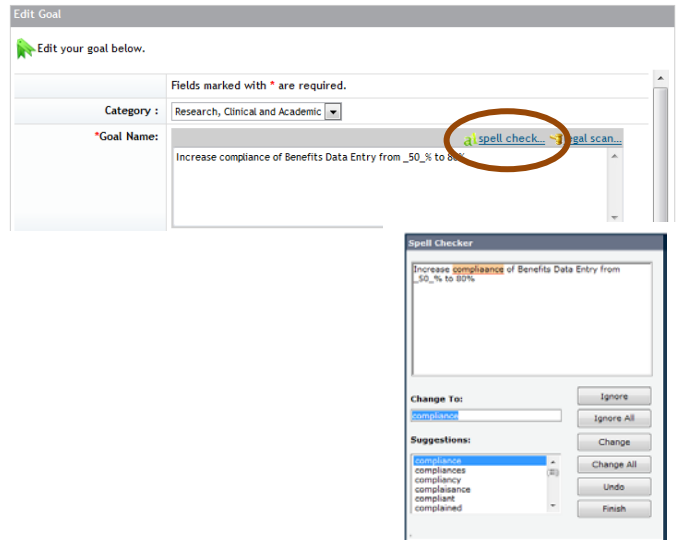 Edit Goal
Edit your goal below.
Fields marked with * are required.
Category : Research, Clinical and Academic
*Goal Name: spell check... legal scan...
Increase compliance of Benefits Data Entry from _50_% to 80%
Spell Checker
Increase compliaance of Benefits Data Entry from
_50_% to 80%
Change To: Ignore
compliance Ignore All
Suggestions: Change
compliance Change All
compliances
compliancy Undo
complaisance
compliant Finish
complained